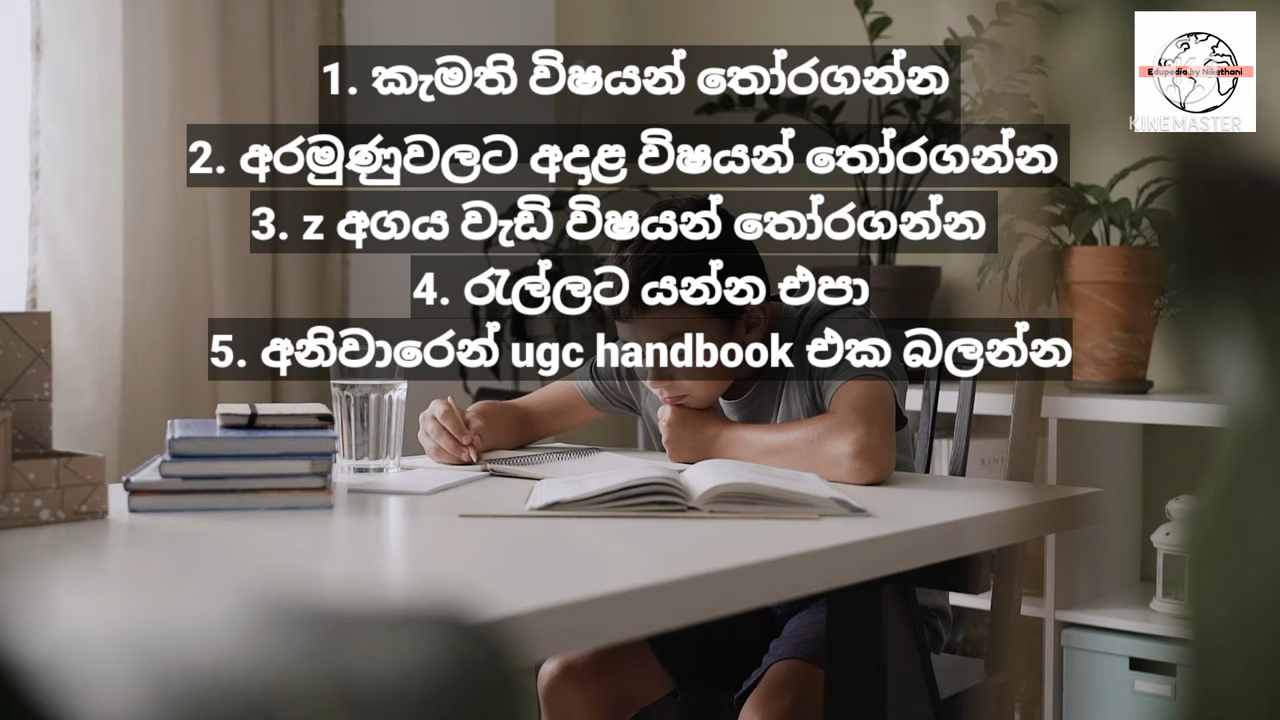 1. කැමති විෂයන් තෝරගන්න
2. අරමුණුවලට අදාළ විෂයන් තෝරගන්න
3. z අගය වැඩි විෂයන් තෝරගන්න
4. රැල්ලට යන්න එපා
5. අනිවාරෙන් ugc handbook එක බලන්න
Edupedia by Nikethani
KINEMASTER